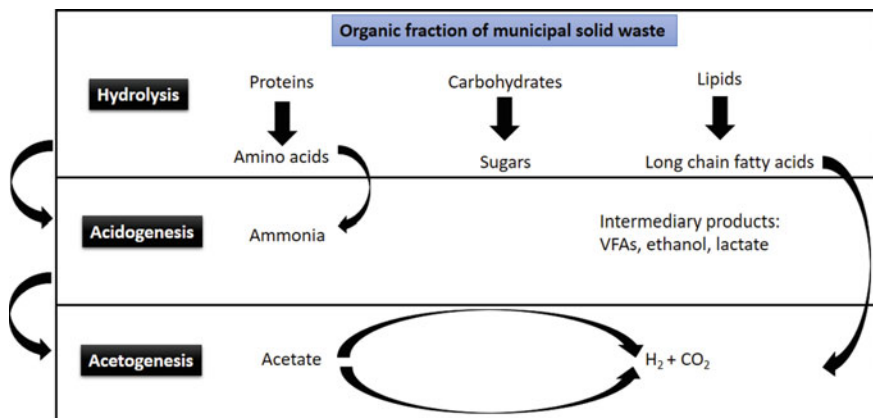 Organic fraction of municipal solid waste
Hydrolysis
Proteins
Carbohydrates
Lipids
Amino acids
Sugars
Long chain fatty acids
Acidogenesis
Ammonia
Intermediary products:
VFAs, ethanol, lactate
Acetogenesis
Acetate
H₂ + CO₂